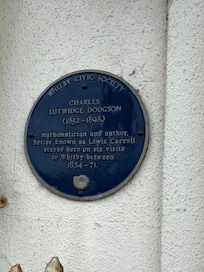 WHITBY CIVIC SOCIETY
CHARLES
LUTWIDGE DODGSON
(1832-1898)
mathematician and author,
better known as Lewis Carroll,
stayed here on six visits
to Whitby between
1854-71.